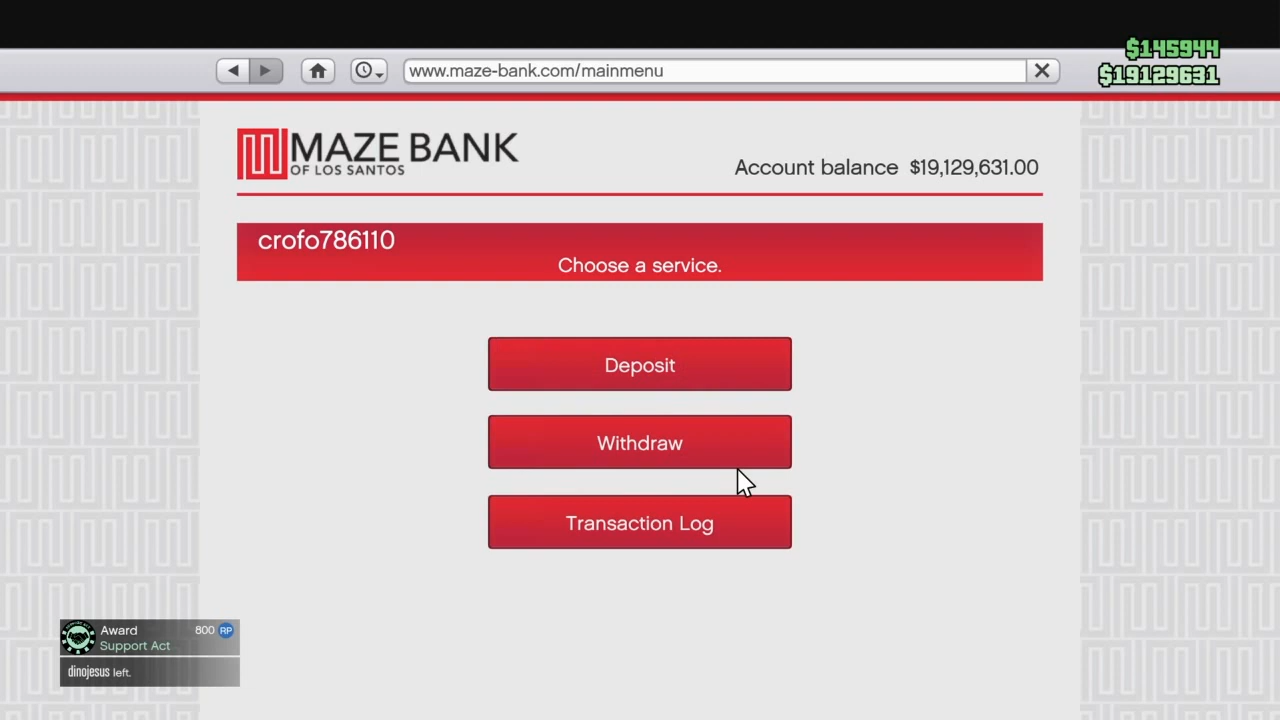 $145944
www.maze-bank.com/mainmenu
$19129631
MAZE BANK
OF LOS SANTOS
Account balance $19,129,631.00
crofo786110
Choose a service.
Deposit
Withdraw
Transaction Log
Award 800 RP
Support Act
dinojesus left.